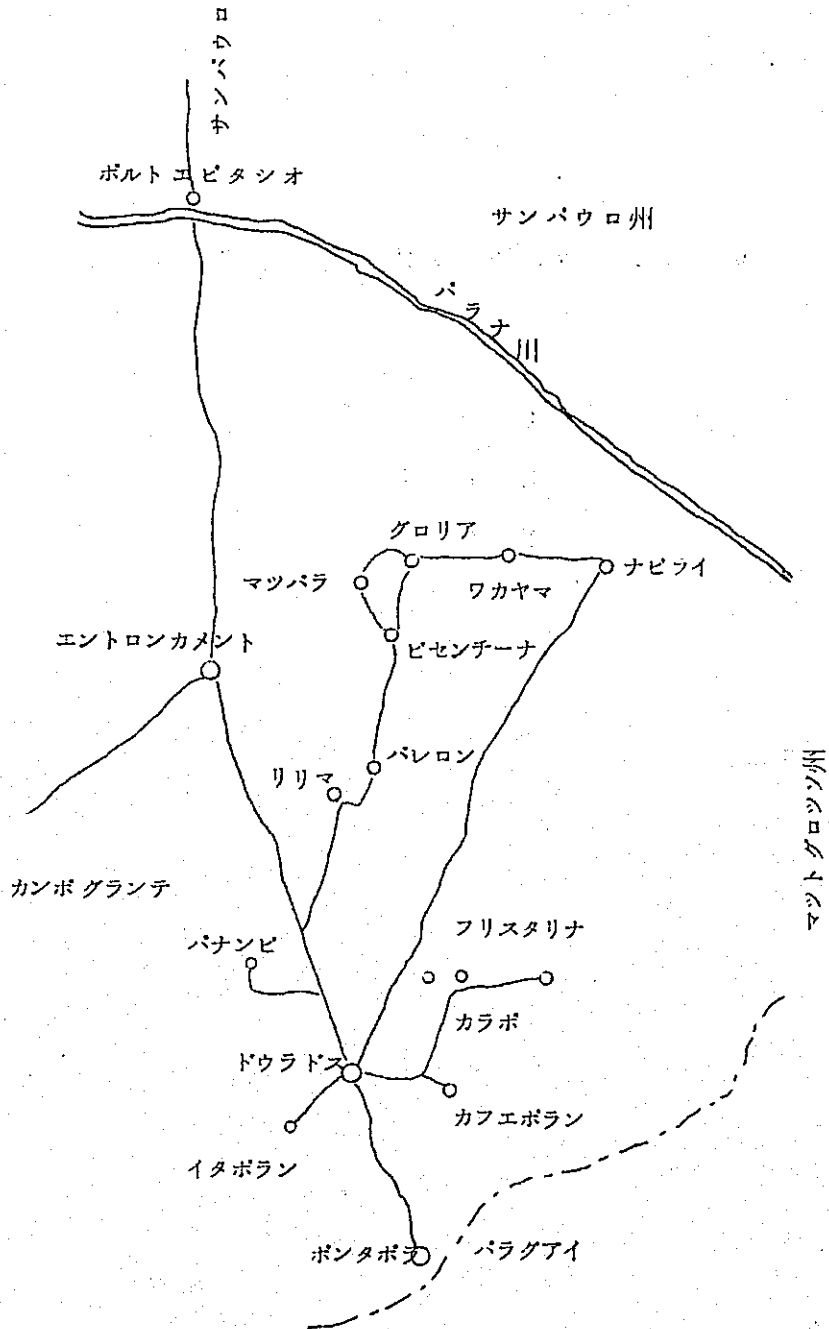 サンパウロ
ポルトエピタシオ
サンパウロ州
パラナ川
グロリア
マツバラ
ワカヤマ
ナビライ
エントロンカメント
ビセンチーナ
バレロン
リリマ
マットグロッソ州
カンポグランテ
パナンビ
フリスタリナ
カラポ
ドウラドス
カフエポラン
イタポラン
ポンタポラ
パラグアイ